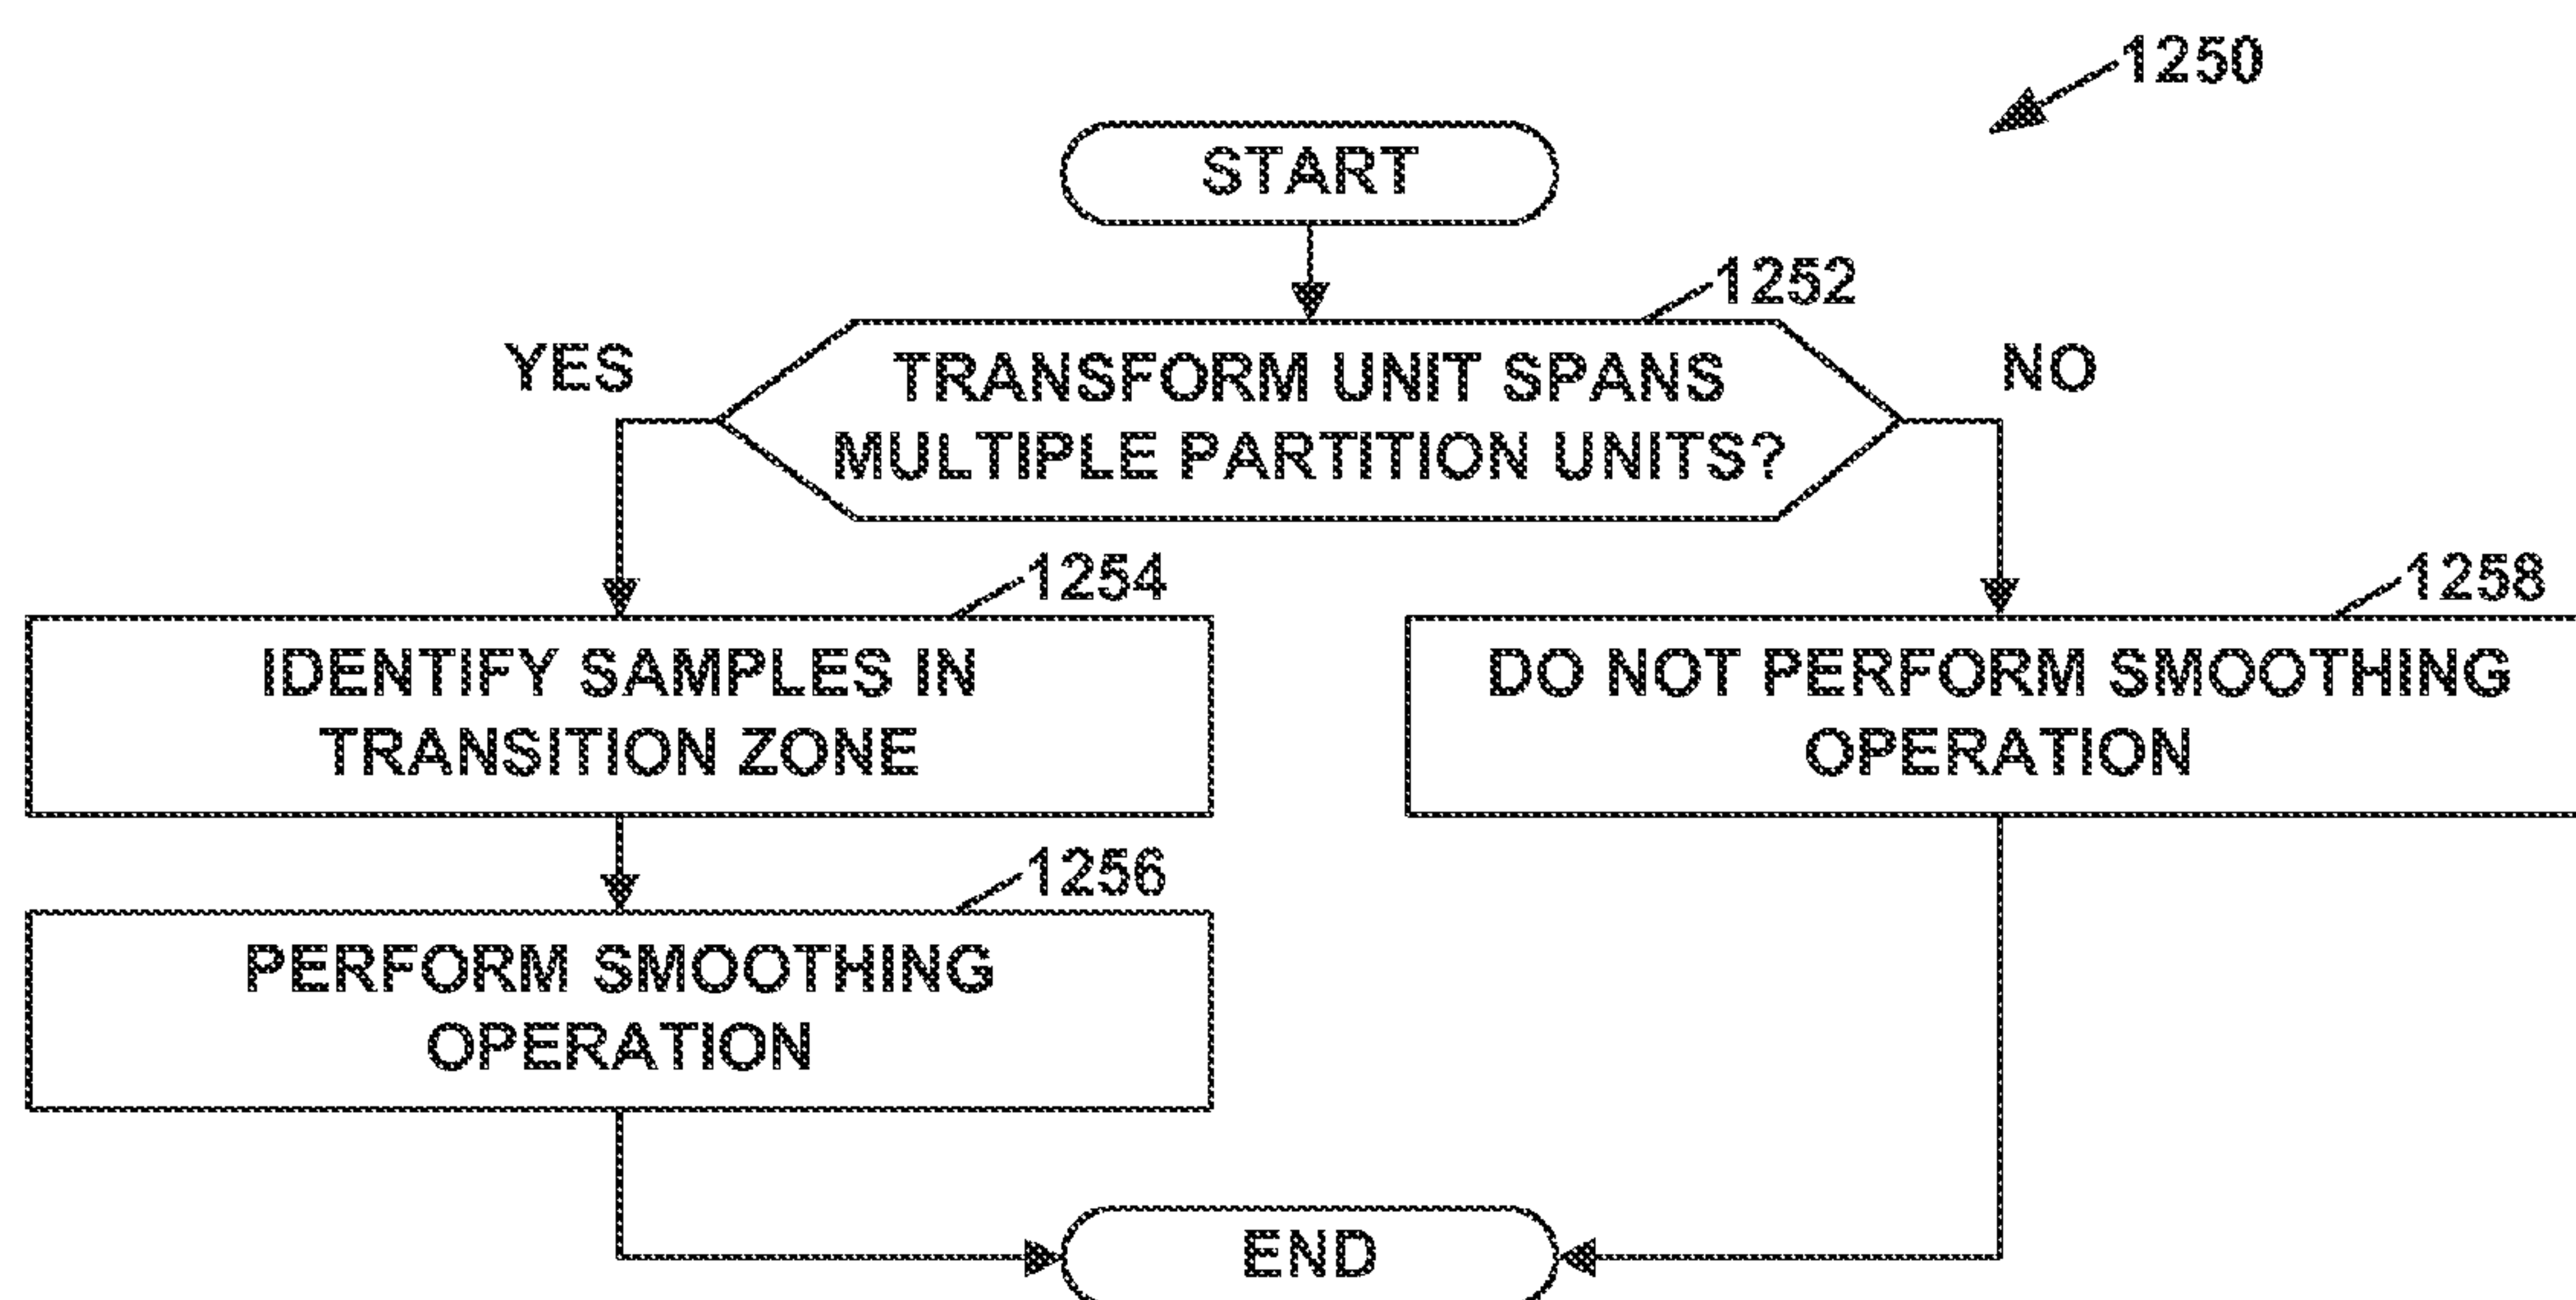 1250
START
1252
YES
NO
TRANSFORM UNIT SPANS
MULTIPLE PARTITION UNITS?
1254
1258
IDENTIFY SAMPLES IN
TRANSITION ZONE
DO NOT PERFORM SMOOTHING
OPERATION
1256
PERFORM SMOOTHING
OPERATION
END